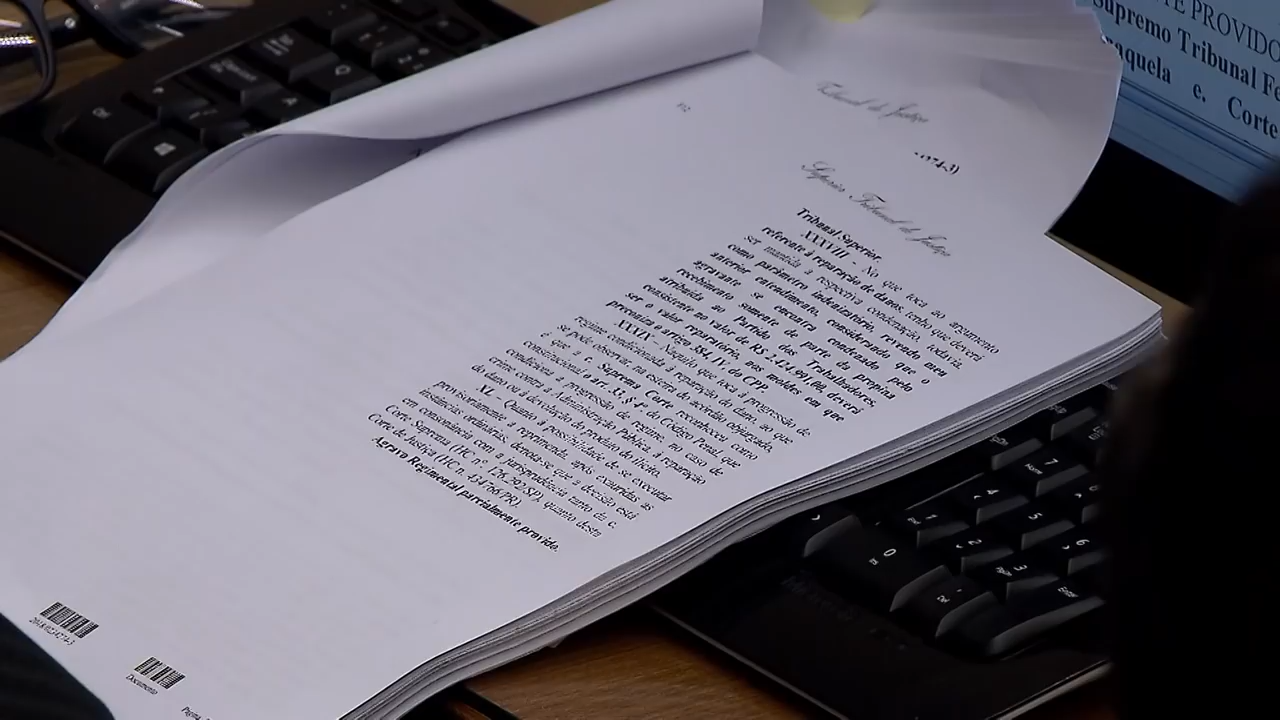 Tribunal de Justiça
Superior Tribunal de Justiça
Tribunal Superior.
XXXVIII - No que toca ao argumento
referente à reparação de danos, tenho que deverá
ser mantida a respectiva condenação, todavia,
como parâmetro indenizatório, revendo meu
anterior entendimento, considerando que o
agravante se encontra condenado pelo
recebimento somente de parte da propina
atribuída ao Partido dos Trabalhadores,
consistente no valor de R$ 2.424.991,00, deverá
ser o valor reparatório, nos moldes em que
preconiza o artigo 387, IV, do CPP.
XXXIX - Naquilo que toca à progressão de
regime condicionada à reparação do dano, ao que
se pode observar na esteira do acórdão objurgado,
é que a c. Suprema Corte reconheceu como
constitucional o art. 33, § 4º do Código Penal, que
condiciona a progressão de regime, no caso de
crime contra a Administração Pública, à reparação
do dano ou à devolução do produto do ilícito.
XL - Quanto à possibilidade de se executar
provisoriamente a reprimenda, após exauridas as
instâncias ordinárias, denota-se que a decisão está
em consonância com a jurisprudência tanto da c.
Corte Suprema (HC n. 126.292/SP), quanto desta
Corte de Justiça (HC n. 434766/PR).
Agravo Regimental parcialmente provido.
Documento
PROVIDO
Supremo Tribunal Fe
aquela e. Corte